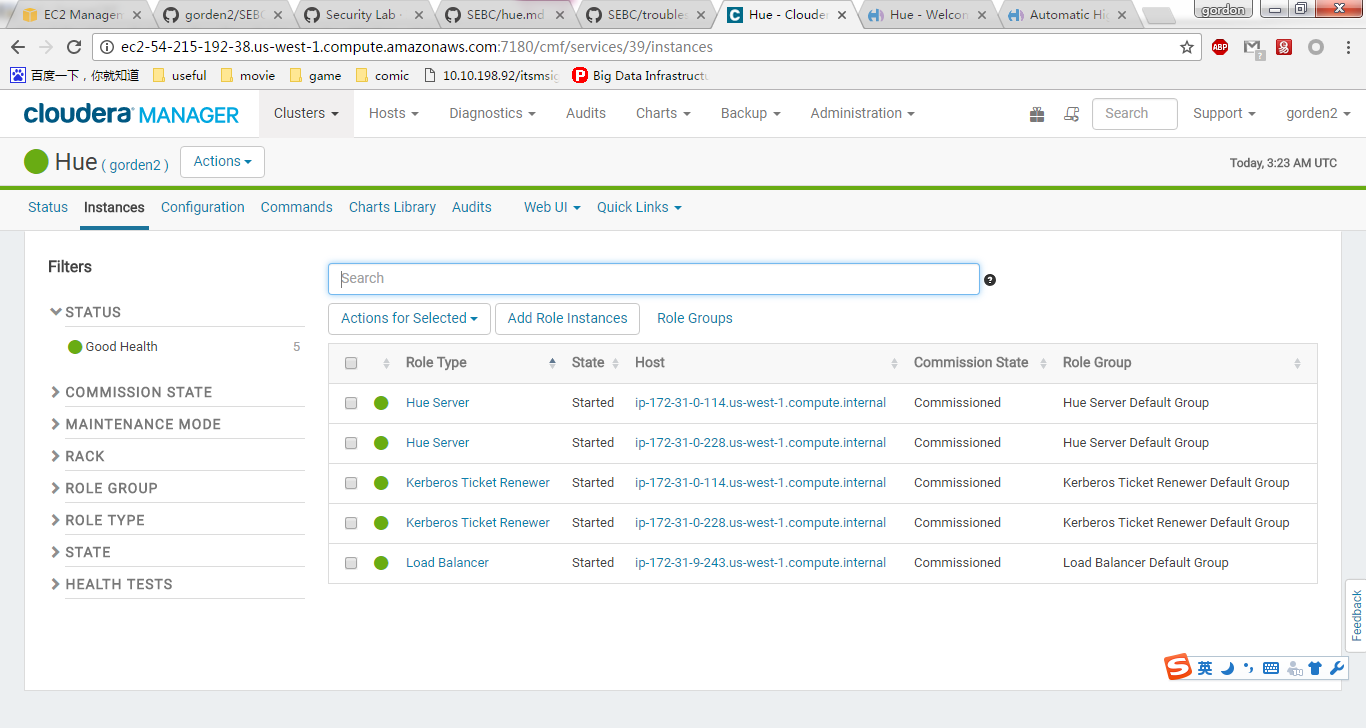 EC2 Managem
gorden2/SEBC
Security Lab ·
SEBC/hue.md
SEBC/trouble
Hue - Clouder
Hue - Welcom
Automatic Hi
gordon
ec2-54-215-192-38.us-west-1.compute.amazonaws.com:7180/cmf/services/39/instances
ABP
百度一下，你就知道
useful
movie
game
comic
10.10.198.92/itsmsig
Big Data Infrastructu
cloudera MANAGER
Clusters
Hosts
Diagnostics
Audits
Charts
Backup
Administration
Search
Support
gorden2
Hue ( gorden2 )
Actions
Today, 3:23 AM UTC
Status
Instances
Configuration
Commands
Charts Library
Audits
Web UI
Quick Links
Filters
Search
STATUS
Good Health 5
COMMISSION STATE
MAINTENANCE MODE
RACK
ROLE GROUP
ROLE TYPE
STATE
HEALTH TESTS
Actions for Selected
Add Role Instances
Role Groups
Role Type State Host Commission State Role Group
Hue Server Started ip-172-31-0-114.us-west-1.compute.internal Commissioned Hue Server Default Group
Hue Server Started ip-172-31-0-228.us-west-1.compute.internal Commissioned Hue Server Default Group
Kerberos Ticket Renewer Started ip-172-31-0-114.us-west-1.compute.internal Commissioned Kerberos Ticket Renewer Default Group
Kerberos Ticket Renewer Started ip-172-31-0-228.us-west-1.compute.internal Commissioned Kerberos Ticket Renewer Default Group
Load Balancer Started ip-172-31-9-243.us-west-1.compute.internal Commissioned Load Balancer Default Group
Feedback
英